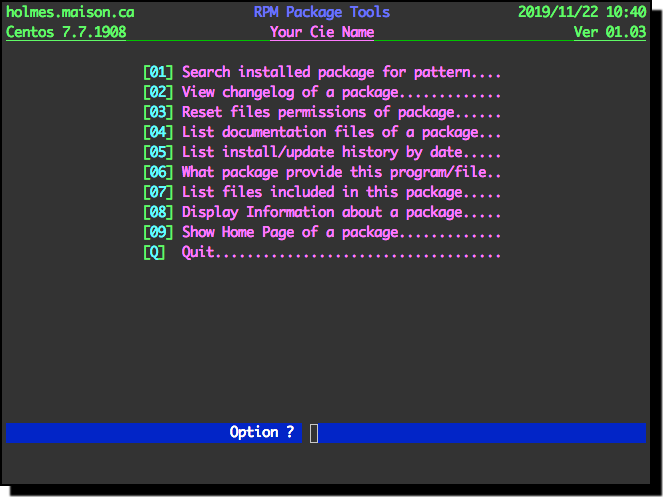 holmes.maison.ca RPM Package Tools 2019/11/22 10:40
Centos 7.7.1908 Your Cie Name Ver 01.03
[01] Search installed package for pattern....
[02] View changelog of a package.............
[03] Reset files permissions of package......
[04] List documentation files of a package...
[05] List install/update history by date.....
[06] What package provide this program/file..
[07] List files included in this package.....
[08] Display Information about a package.....
[09] Show Home Page of a package.............
[Q] Quit....................................
Option ?